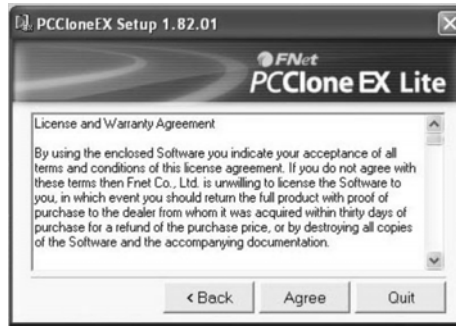 PCCloneEX Setup 1.82.01
FNet
PCClone EX Lite
License and Warranty Agreement
By using the enclosed Software you indicate your acceptance of all
terms and conditions of this license agreement. If you do not agree with
these terms then Fnet Co., Ltd. is unwilling to license the Software to
you, in which event you should return the full product with proof of
purchase to the dealer from whom it was acquired within thirty days of
purchase for a refund of the purchase price, or by destroying all copies
of the Software and the accompanying documentation.
< Back
Agree
Quit